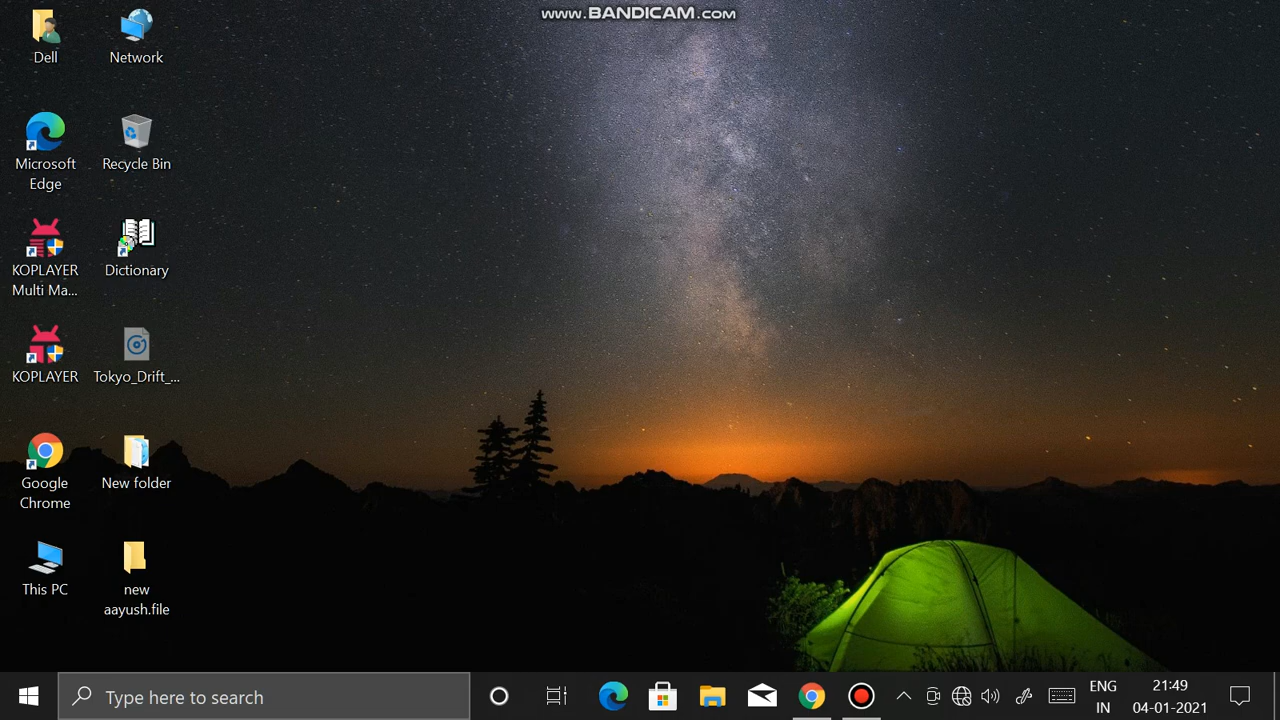 www.BANDICAM.com
Dell
Network
Microsoft
Edge
Recycle Bin
KOPLAYER
Multi Ma...
Dictionary
KOPLAYER
Tokyo_Drift_...
Google
Chrome
New folder
This PC
new
aayush.file
Type here to search
ENG
IN
21:49
04-01-2021